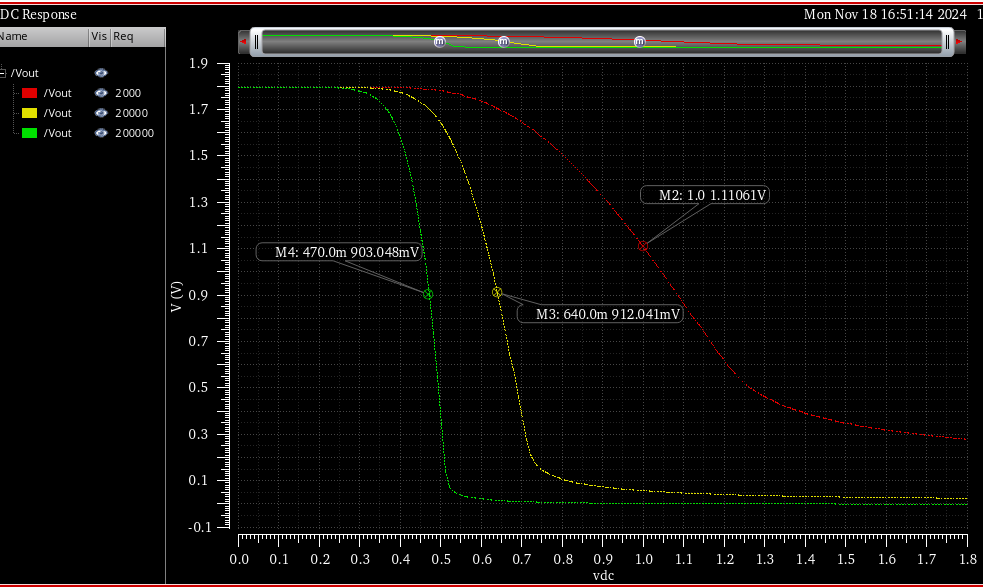 DC Response Mon Nov 18 16:51:14 2024 1
Name Vis Req
/Vout
/Vout 2000
/Vout 20000
/Vout 200000
m m m
1.9
1.7
1.5
1.3
1.1
0.9
0.7
0.5
0.3
0.1
-0.1
V (V)
M2: 1.0 1.11061V
M4: 470.0m 903.048mV
M3: 640.0m 912.041mV
0.0 0.1 0.2 0.3 0.4 0.5 0.6 0.7 0.8 0.9 1.0 1.1 1.2 1.3 1.4 1.5 1.6 1.7 1.8
vdc